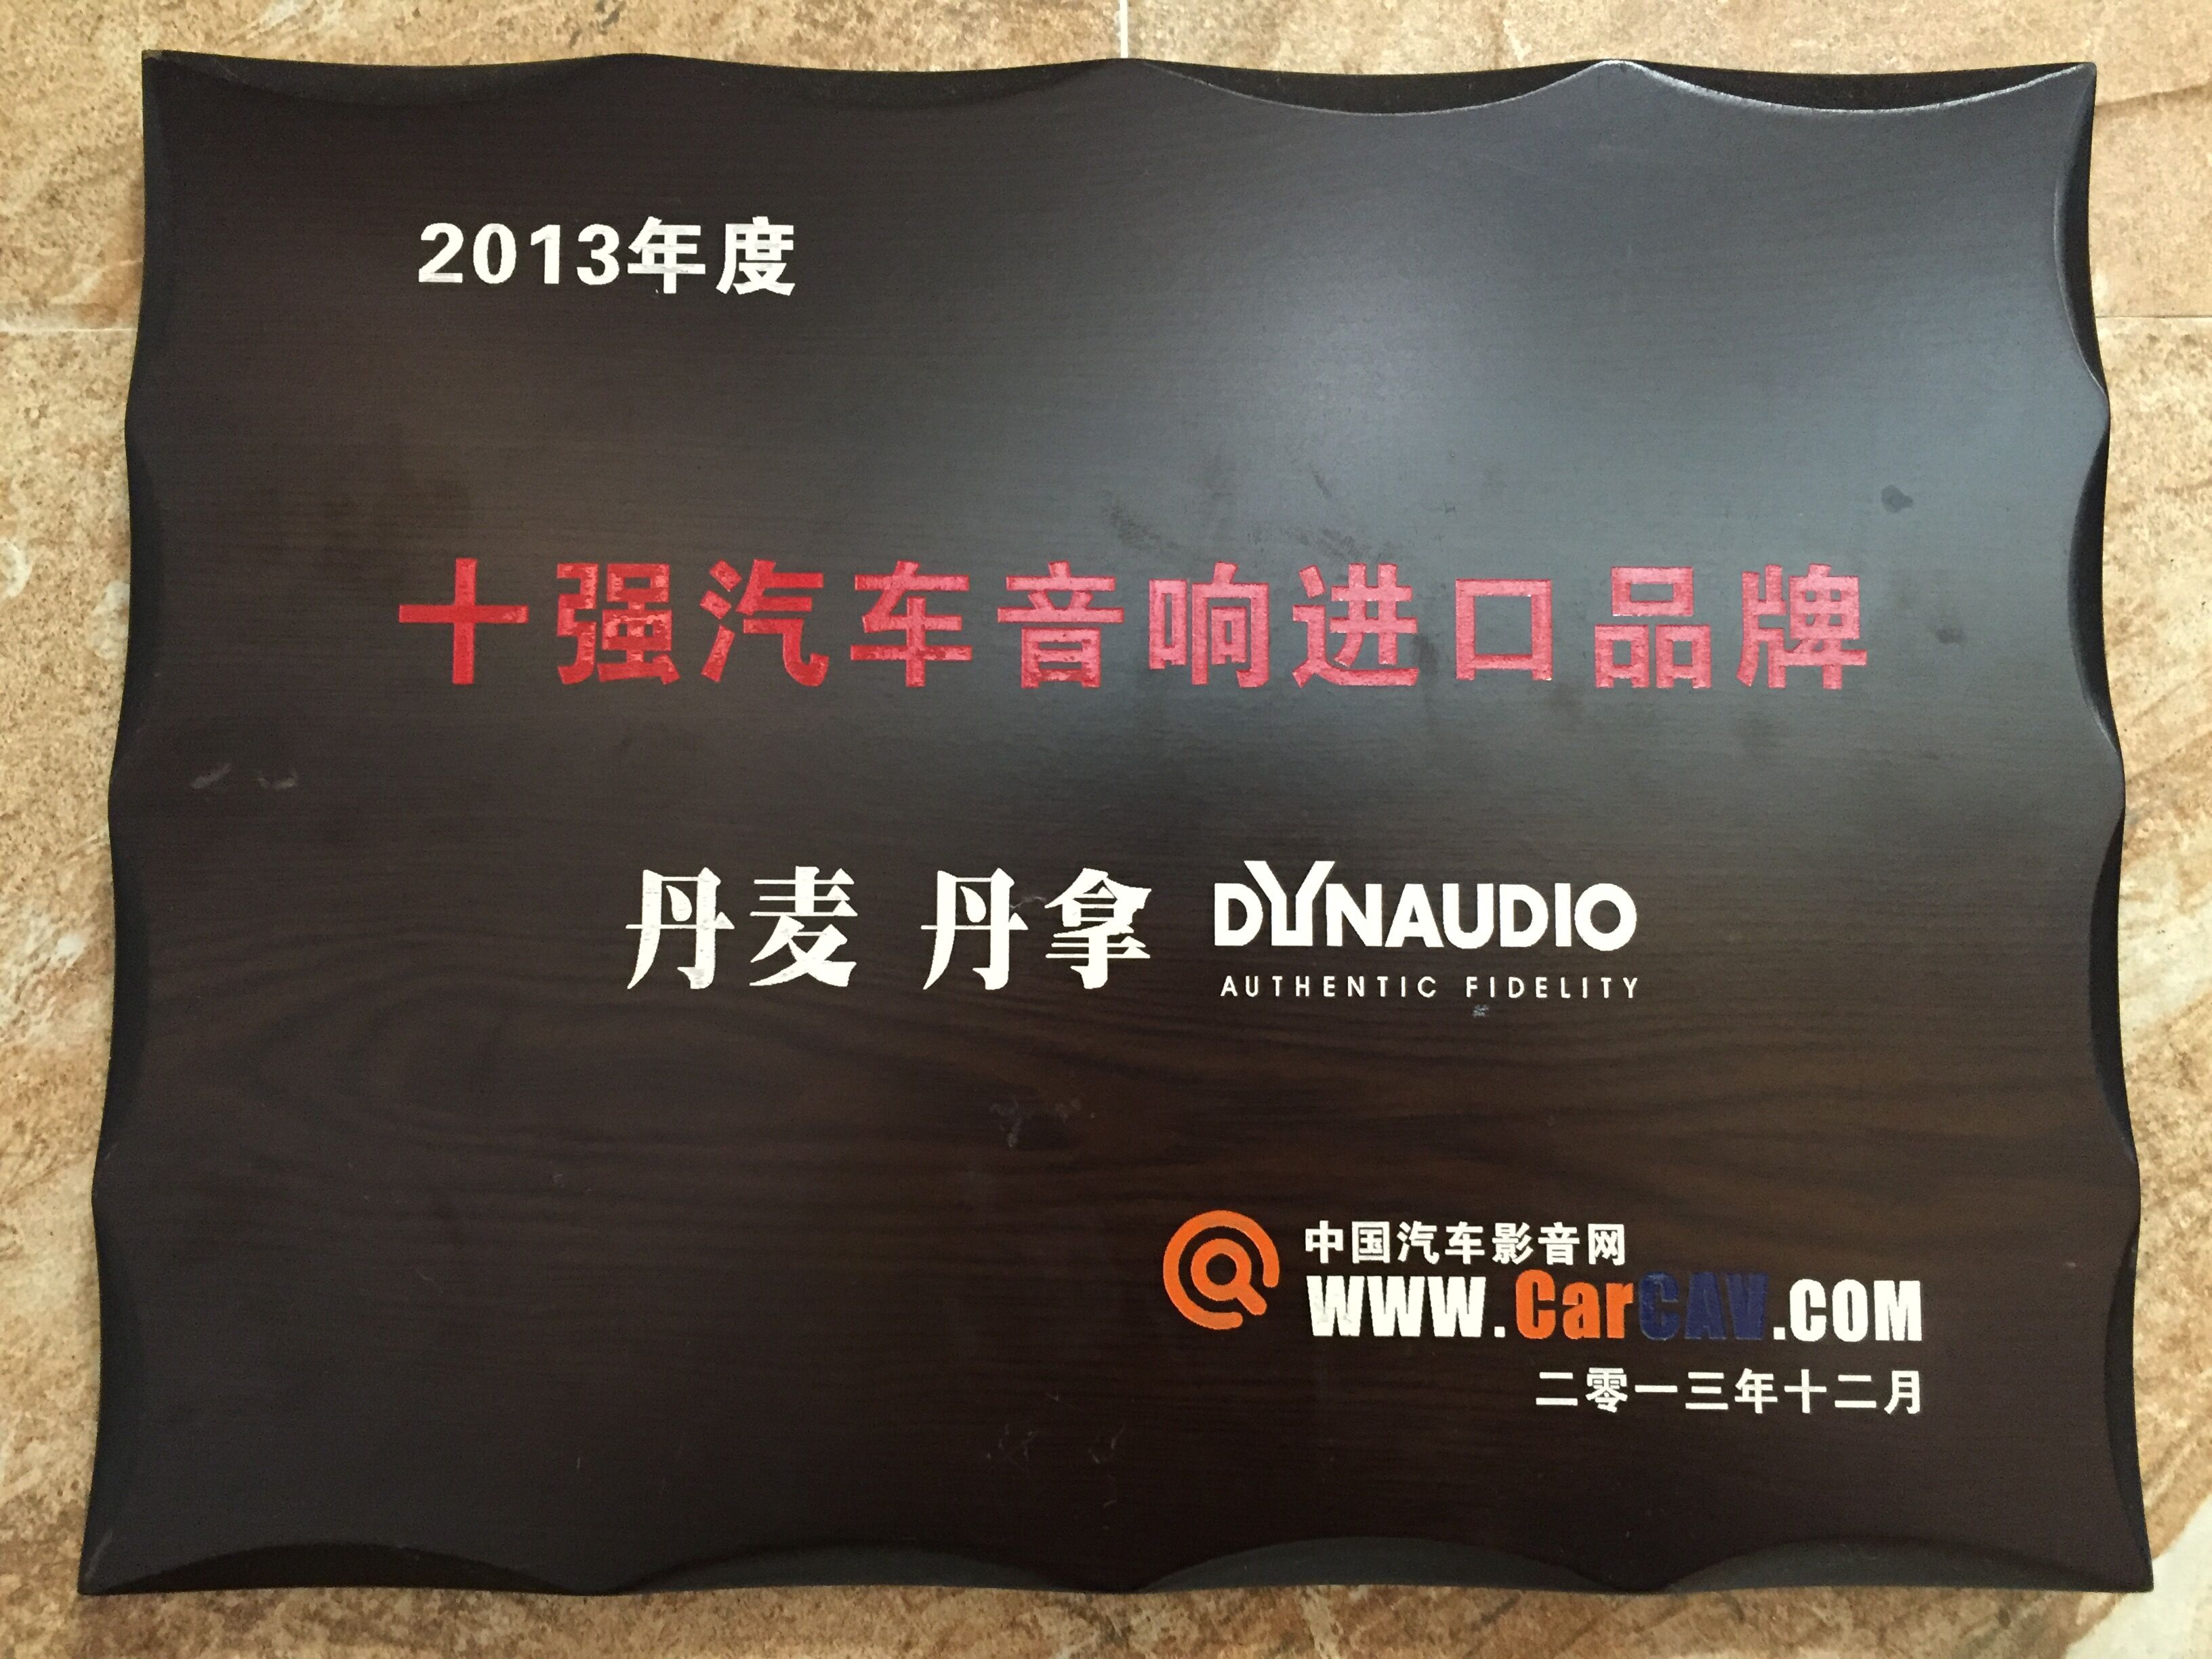 2013年度
十强汽车音响进口品牌
丹麦 丹拿 DYNAUDIO
AUTHENTIC FIDELITY
中国汽车影音网
WWW.CarCAV.COM
二零一三年十二月